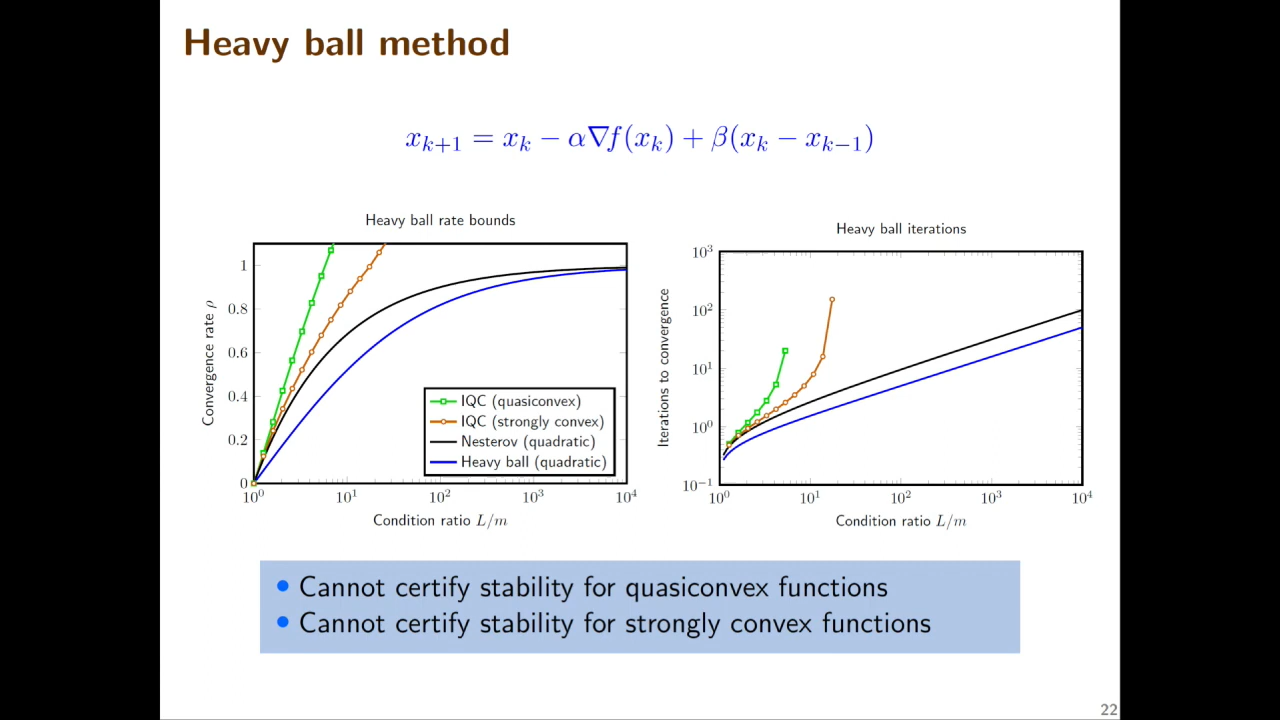 Heavy ball method
x_{k+1} = x_k − α∇f(x_k) + β(x_k − x_{k−1})
Heavy ball rate bounds
Convergence rate ρ
1
0.8
0.6
0.4
0.2
0
10^0
10^1
10^2
10^3
10^4
Condition ratio L/m
IQC (quasiconvex)
IQC (strongly convex)
Nesterov (quadratic)
Heavy ball (quadratic)
Heavy ball iterations
Iterations to convergence
10^3
10^2
10^1
10^0
10^−1
10^0
10^1
10^2
10^3
10^4
Condition ratio L/m
• Cannot certify stability for quasiconvex functions
• Cannot certify stability for strongly convex functions
22